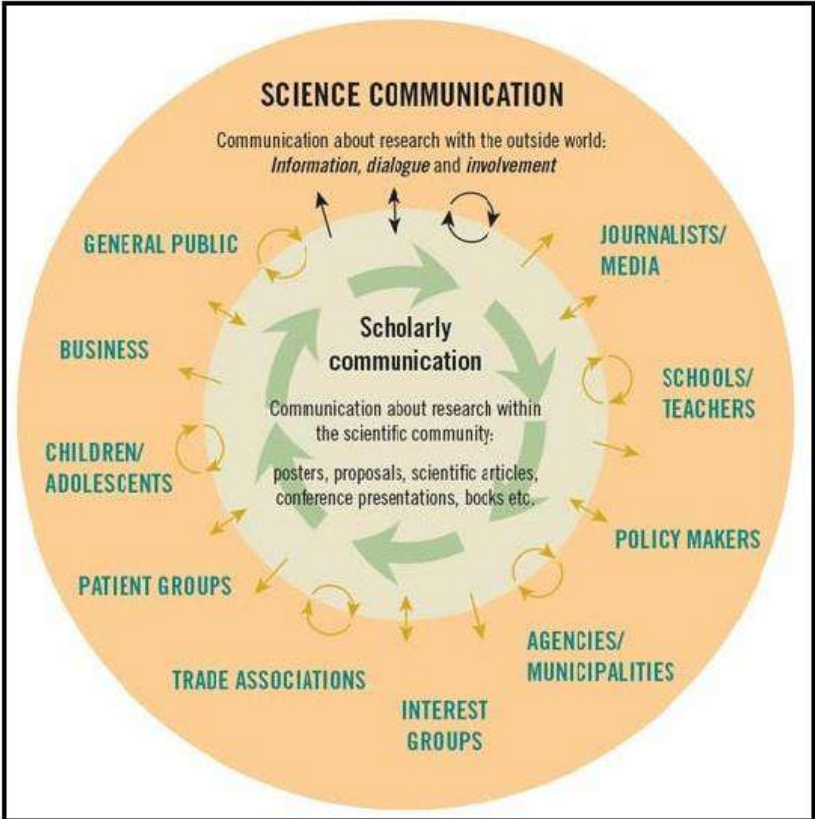 SCIENCE COMMUNICATION
Communication about research with the outside world:
Information, dialogue and involvement
GENERAL PUBLIC
JOURNALISTS/
MEDIA
BUSINESS
SCHOOLS/
TEACHERS
CHILDREN/
ADOLESCENTS
POLICY MAKERS
PATIENT GROUPS
AGENCIES/
MUNICIPALITIES
TRADE ASSOCIATIONS
INTEREST
GROUPS
Scholarly
communication
Communication about research within
the scientific community:
posters, proposals, scientific articles,
conference presentations, books etc.